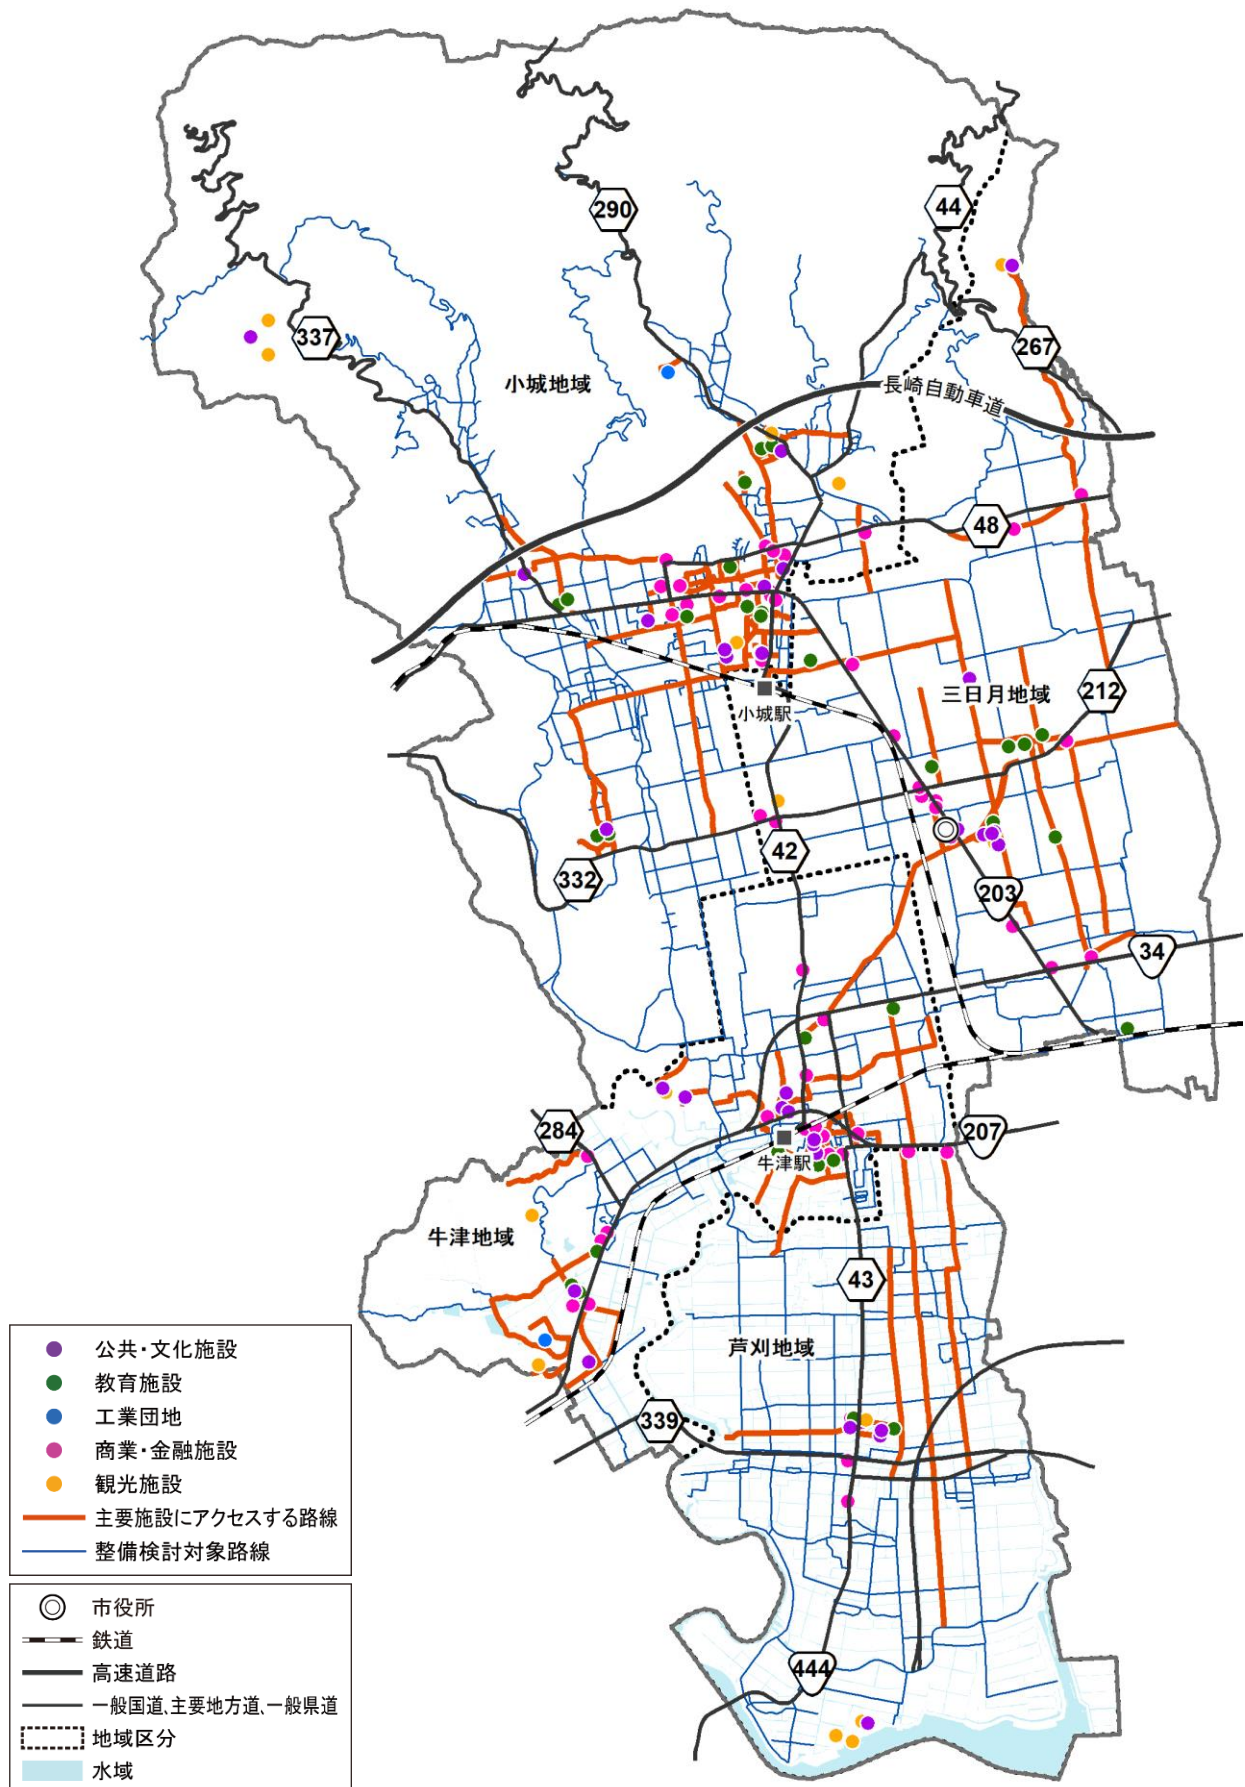 290
44
337
267
小城地域
長崎自動車道
48
三日月地域
212
小城駅
42
332
203
34
284
207
牛津駅
牛津地域
43
芦刈地域
339
444
公共・文化施設
教育施設
工業団地
商業・金融施設
観光施設
主要施設にアクセスする路線
整備検討対象路線
市役所
鉄道
高速道路
一般国道、主要地方道、一般県道
地域区分
水域